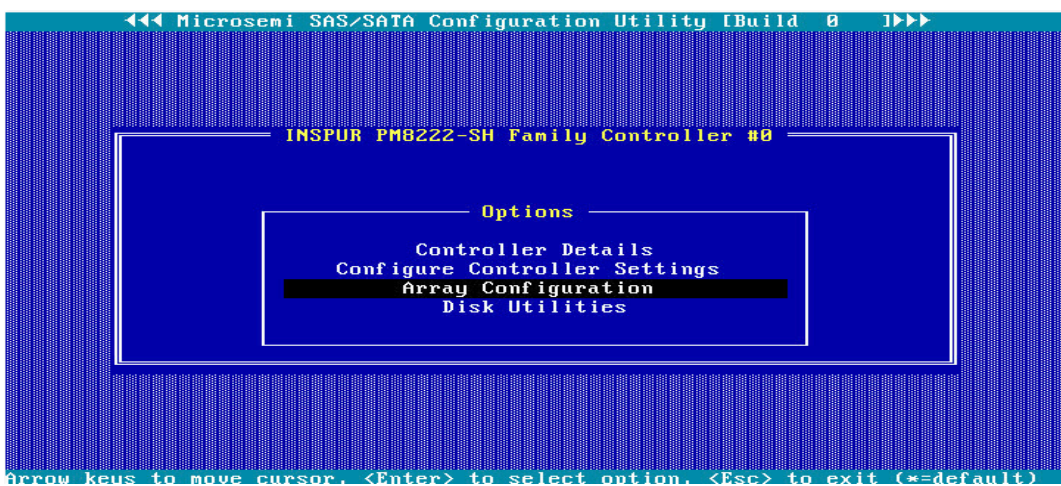 ◄◄◄ Microsemi SAS/SATA Configuration Utility [Build 0 ]►►►
INSPUR PM8222-SH Family Controller #0
Options
Controller Details
Configure Controller Settings
Array Configuration
Disk Utilities
Arrow keys to move cursor, <Enter> to select option, <Esc> to exit (*=default)